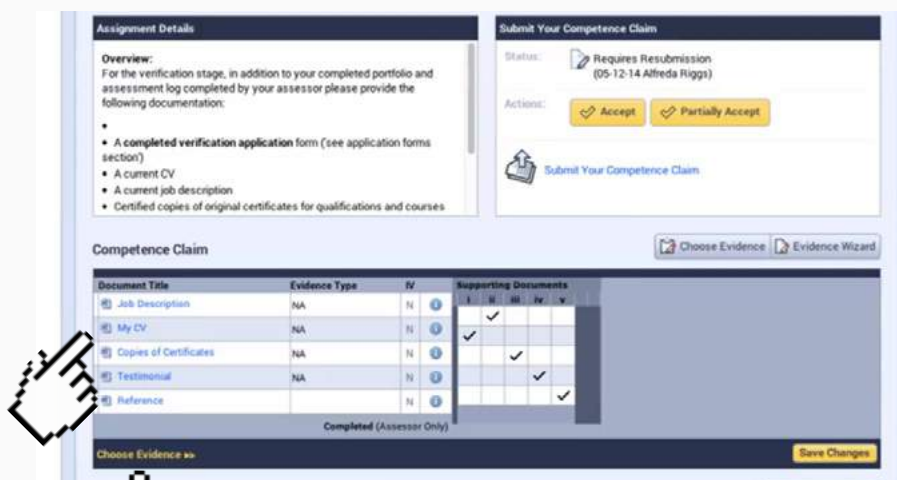 Assignment Details
Overview:
For the verification stage, in addition to your completed portfolio and
assessment log completed by your assessor please provide the
following documentation:
•
• A completed verification application form ('see application forms
section')
• A current CV
• A current job description
• Certified copies of original certificates for qualifications and courses
Submit Your Competence Claim
Status: Requires Resubmission
(05-12-14 Alfreda Riggs)
Actions: Accept Partially Accept
Submit Your Competence Claim
Competence Claim
Choose Evidence Evidence Wizard
Document Title Evidence Type IV Supporting Documents
i ii iii iv v
Job Description NA N
My CV NA N
Copies of Certificates NA N
Testimonial NA N
Reference N
Completed (Assessor Only)
Choose Evidence
Save Changes